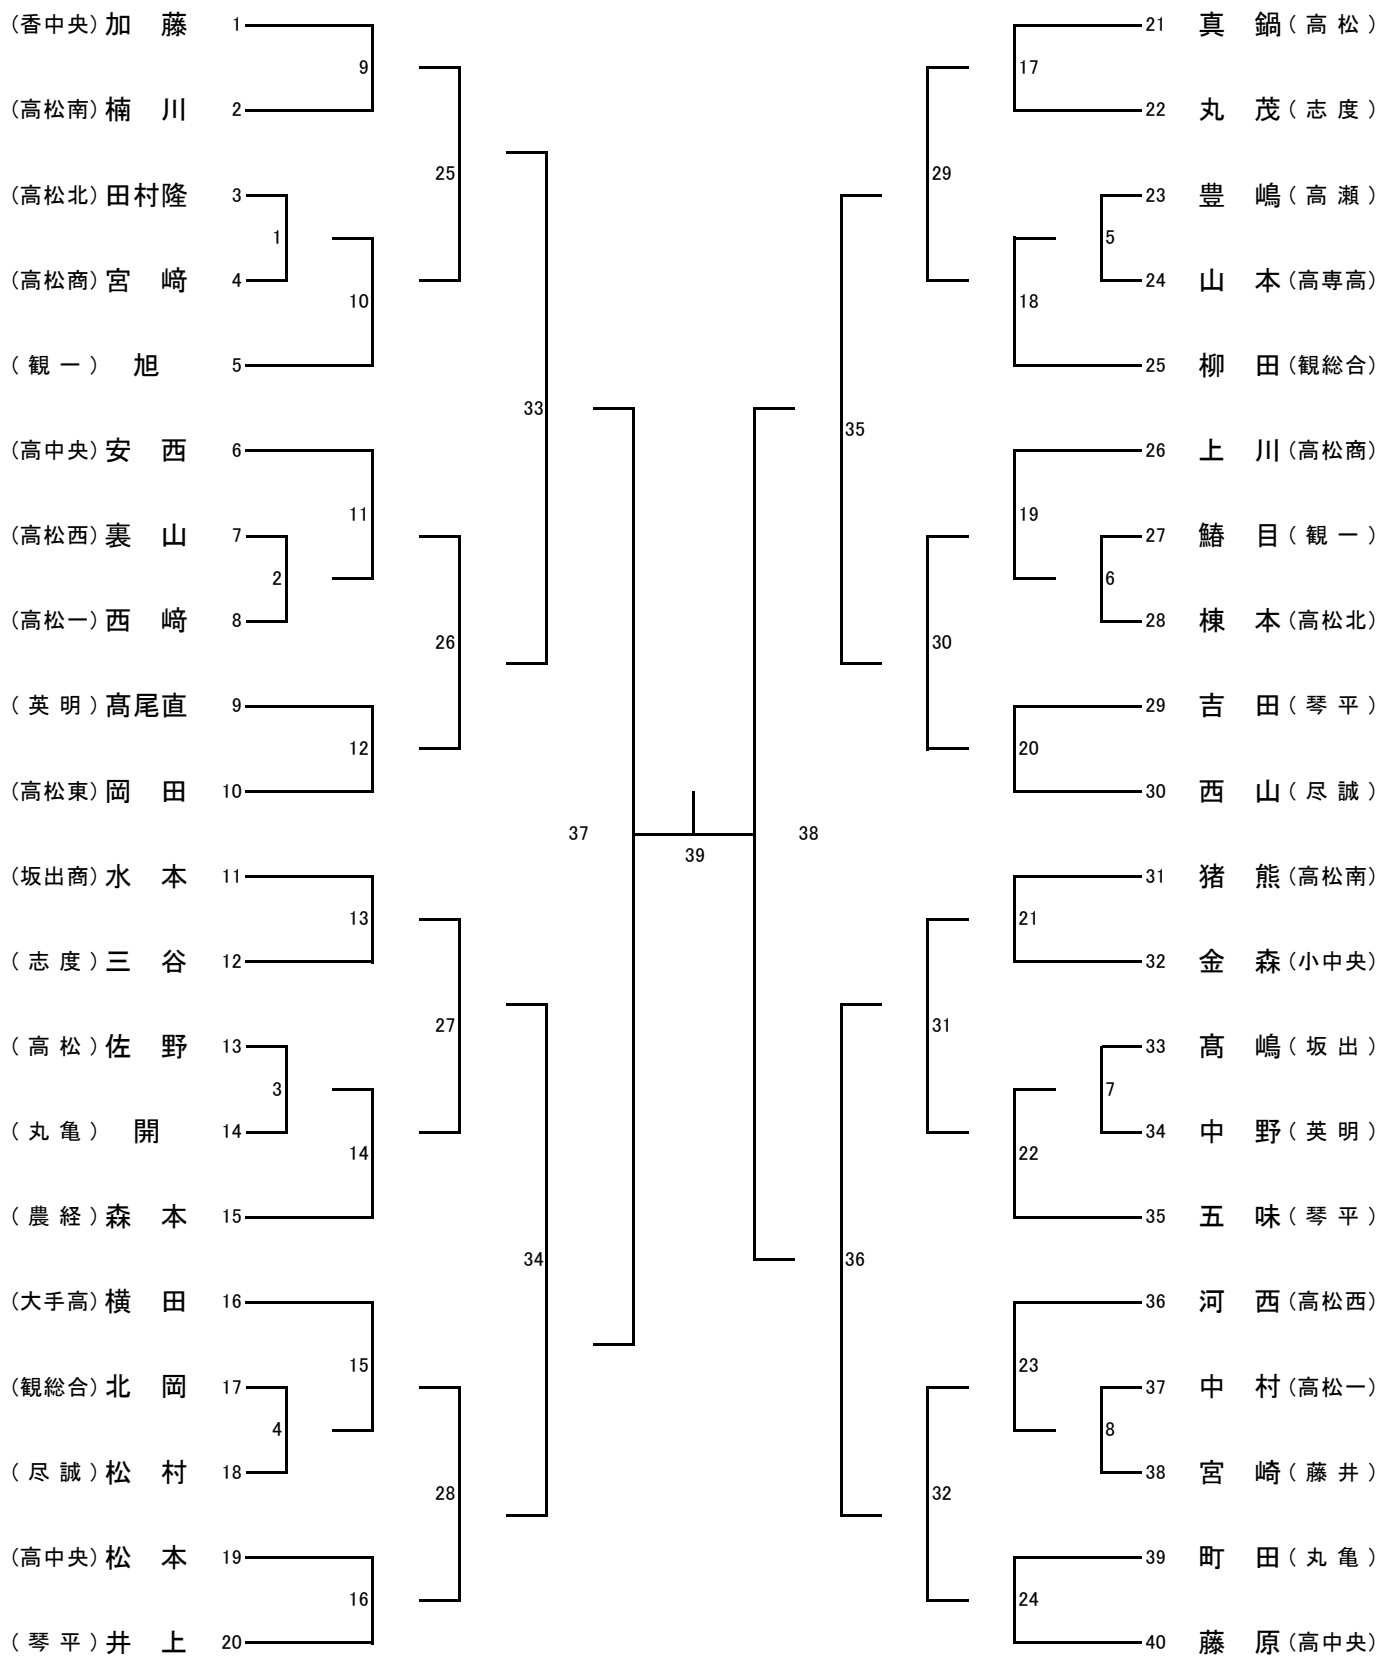 (香中央) 加　藤 1
21 真　鍋 (高松)
9
17
(高松南) 楠　川 2
22 丸　茂 (志度)
25
29
(高松北) 田村隆 3
23 豊　嶋 (高瀬)
1
5
(高松商) 宮　﨑 4
24 山　本 (高専高)
10
18
(観一) 旭 5
25 柳　田 (観総合)
33
35
(高中央) 安　西 6
26 上　川 (高松商)
11
19
(高松西) 裏　山 7
27 鰆　目 (観一)
2
6
(高松一) 西　﨑 8
28 棟　本 (高松北)
26
30
(英明) 髙尾直 9
29 吉　田 (琴平)
12
20
(高松東) 岡　田 10
30 西　山 (尽誠)
37
39
38
(坂出商) 水　本 11
31 猪　熊 (高松南)
13
21
(志度) 三　谷 12
32 金　森 (小中央)
27
31
(高松) 佐　野 13
33 髙　嶋 (坂出)
3
7
(丸亀) 開 14
34 中　野 (英明)
14
22
(農経) 森　本 15
35 五　味 (琴平)
34
36
(大手高) 横　田 16
36 河　西 (高松西)
15
23
(観総合) 北　岡 17
37 中　村 (高松一)
4
8
(尽誠) 松　村 18
38 宮　崎 (藤井)
28
32
(高中央) 松　本 19
39 町　田 (丸亀)
16
24
(琴平) 井　上 20
40 藤　原 (高中央)